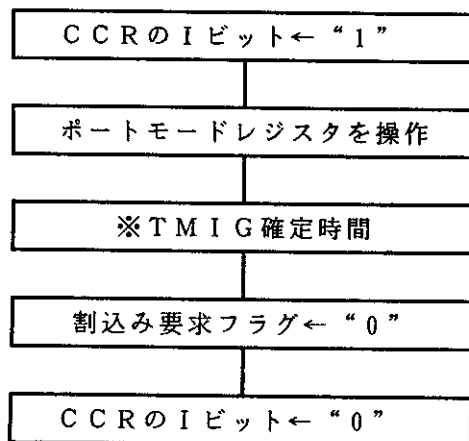 CCRのIビット← “1”
ポートモードレジスタを操作
※TMIG確定時間
割込み要求フラグ← “0”
CCRのIビット← “0”